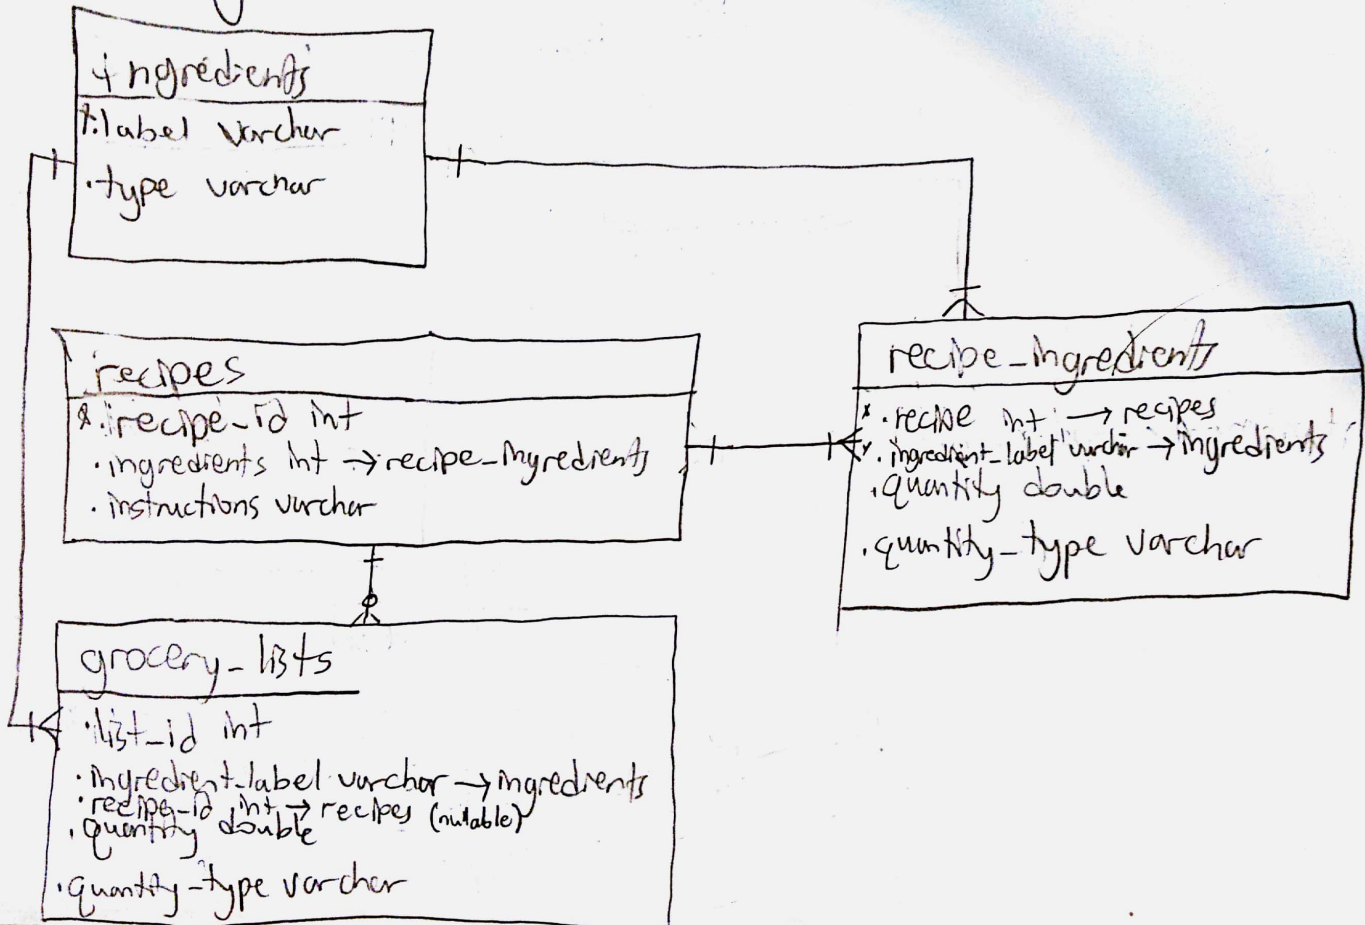 ingredients
*.label varchar
.type varchar
recipes
*.recipe_id int
.ingredients int → recipe_ingredients
.instructions varchar
recipe_ingredients
*.recipe int → recipes
*.ingredient_label varchar → ingredients
.quantity double
.quantity_type varchar
grocery_lists
.list_id int
.ingredient_label varchar → ingredients
.recipe_id int → recipes (nullable)
.quantity double
.quantity_type varchar